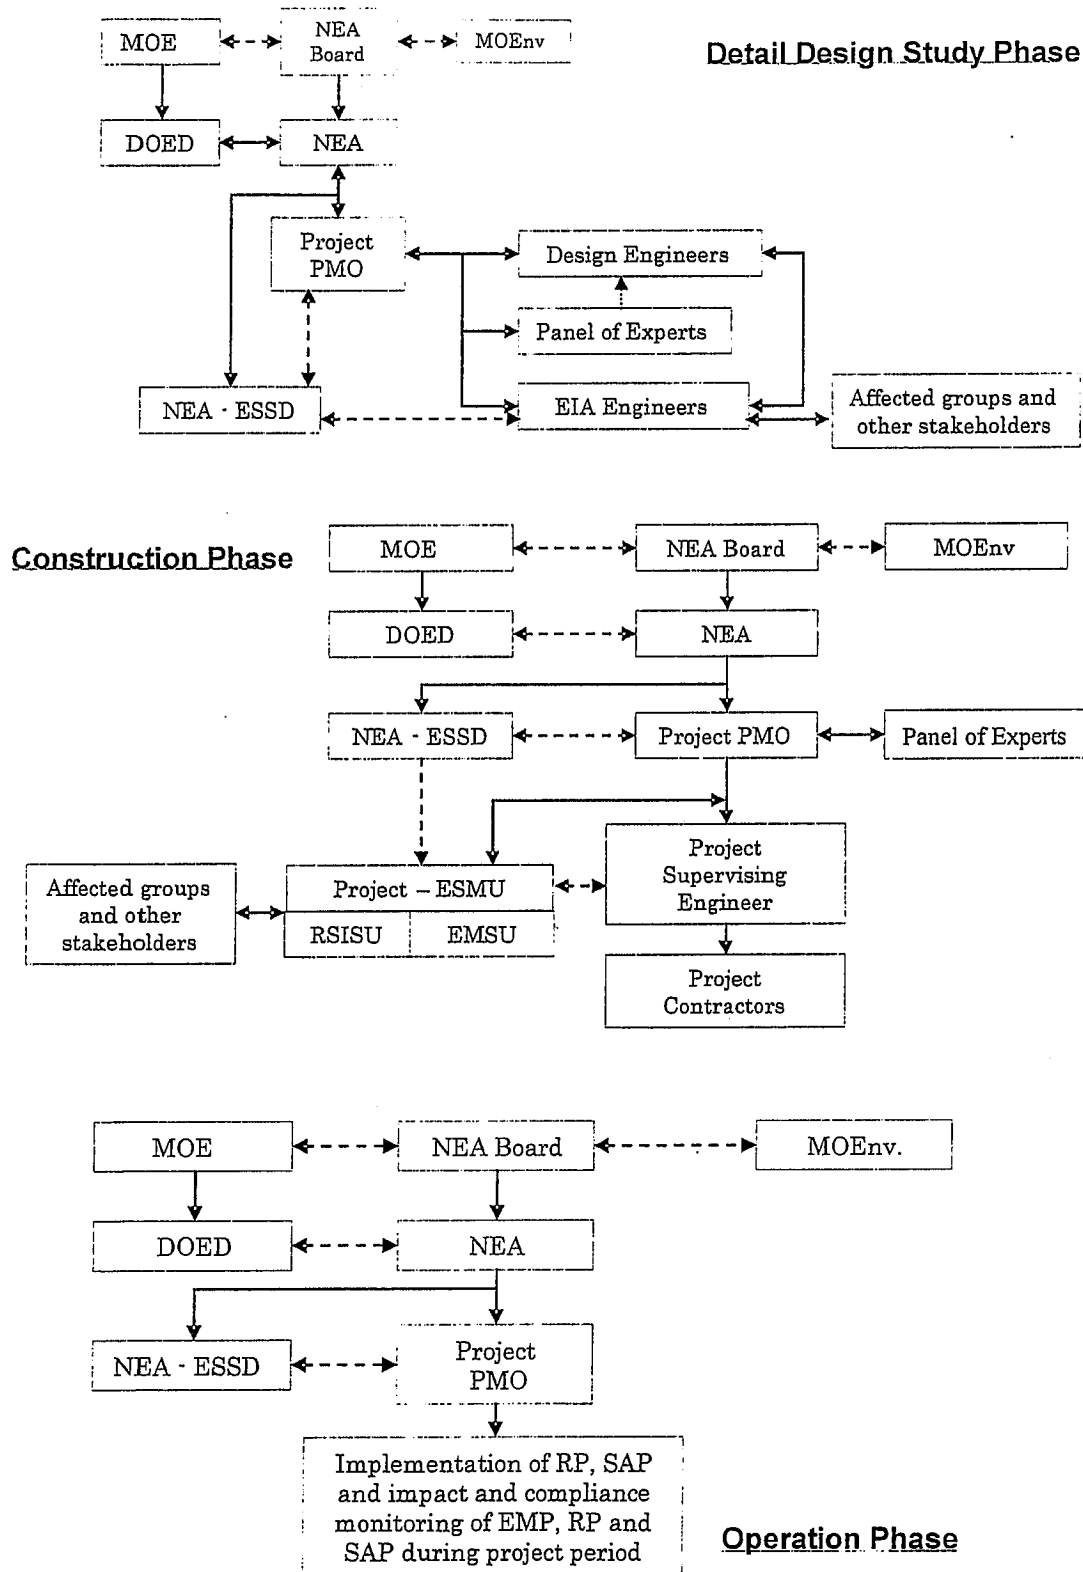 Detail Design Study Phase
MOE
NEA
Board
MOEnv
DOED
NEA
Project
PMO
Design Engineers
Panel of Experts
NEA - ESSD
EIA Engineers
Affected groups and
other stakeholders
Construction Phase
MOE
NEA Board
MOEnv
DOED
NEA
NEA - ESSD
Project PMO
Panel of Experts
Project
Supervising
Engineer
Affected groups
and other
stakeholders
Project – ESMU
RSISU
EMSU
Project
Contractors
MOE
NEA Board
MOEnv.
DOED
NEA
NEA - ESSD
Project
PMO
Implementation of RP, SAP
and impact and compliance
monitoring of EMP, RP and
SAP during project period
Operation Phase